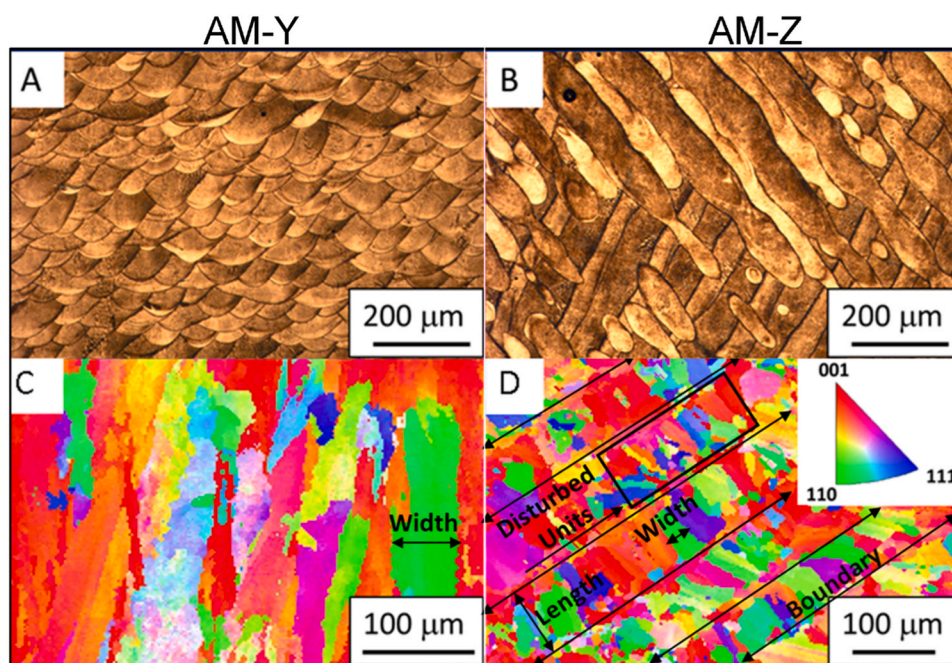 AM-Y
AM-Z
A
B
200 μm
200 μm
C
D
001
110
111
Width
Disturbed
Units
Width
Length
Boundary
100 μm
100 μm